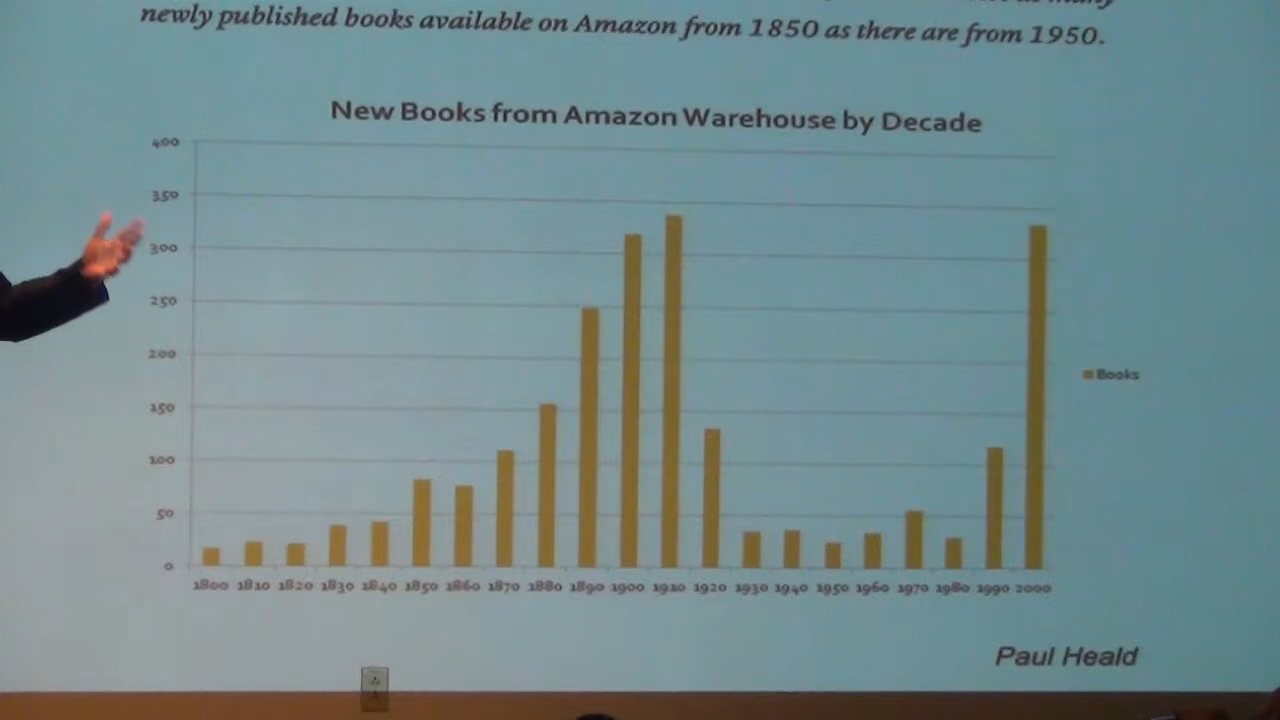 newly published books available on Amazon from 1850 as there are from 1950.
New Books from Amazon Warehouse by Decade
400
350
300
250
200
150
100
50
0
Books
1800 1810 1820 1830 1840 1850 1860 1870 1880 1890 1900 1910 1920 1930 1940 1950 1960 1970 1980 1990 2000
Paul Heald